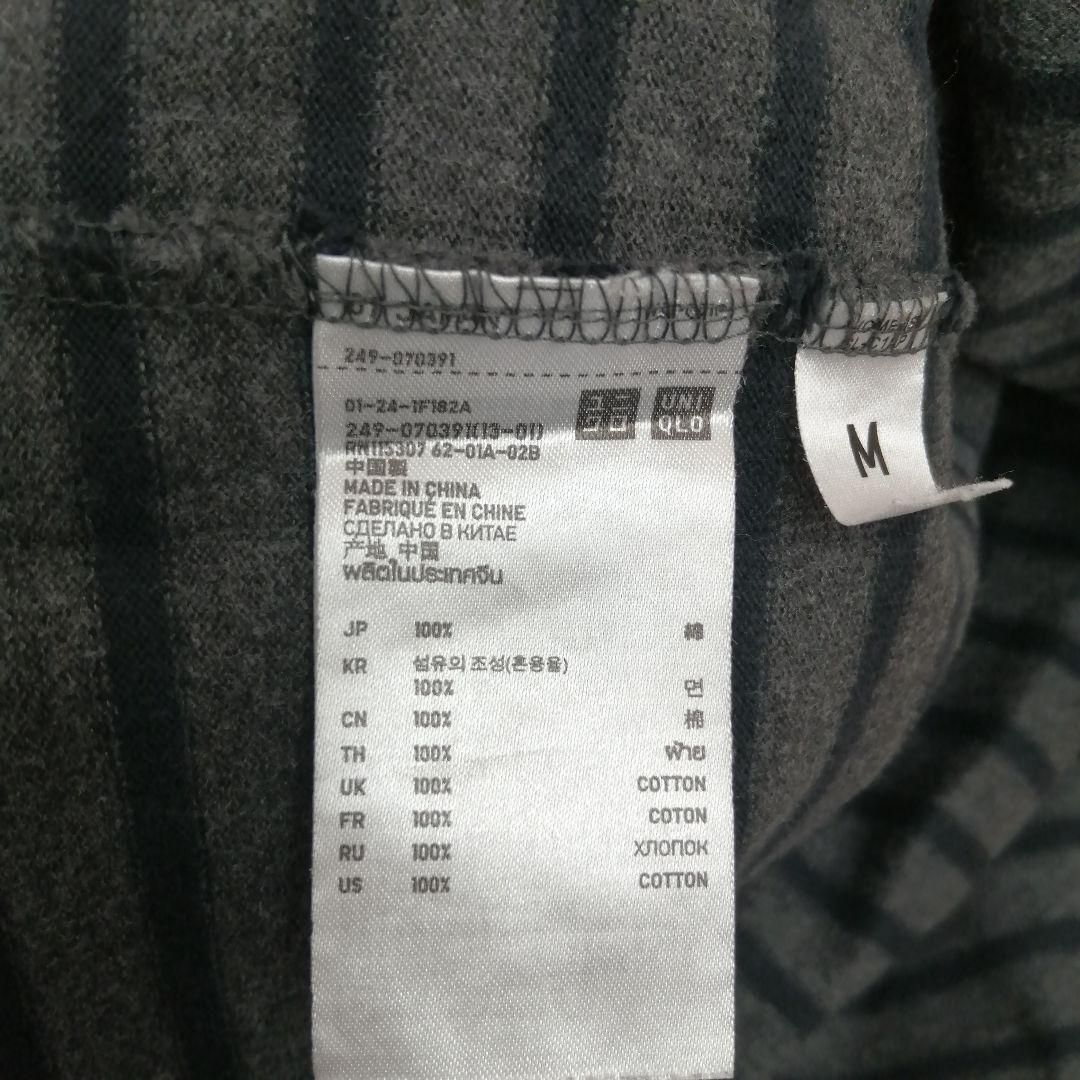 249-070391
01-24-1F182A
249-070391(13-01)
RN115307 62-01A-02B
中国製
MADE IN CHINA
FABRIQUÉ EN CHINE
СДЕЛАНО В КИТАЕ
产地 中国
ผลิตในประเทศจีน
UNI
QLO
JP 100% 綿
KR 섬유의 조성(혼용율)
100% 면
CN 100% 棉
TH 100% ฝ้าย
UK 100% COTTON
FR 100% COTON
RU 100% ХЛОПОК
US 100% COTTON
M